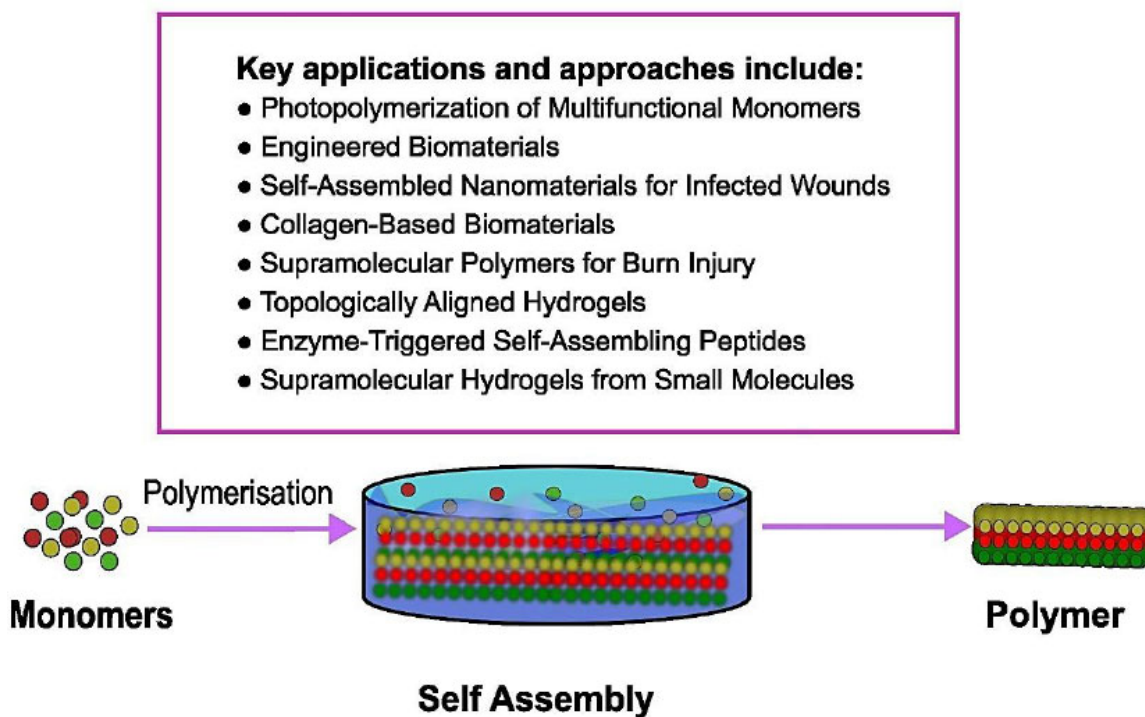 Key applications and approaches include:
● Photopolymerization of Multifunctional Monomers
● Engineered Biomaterials
● Self-Assembled Nanomaterials for Infected Wounds
● Collagen-Based Biomaterials
● Supramolecular Polymers for Burn Injury
● Topologically Aligned Hydrogels
● Enzyme-Triggered Self-Assembling Peptides
● Supramolecular Hydrogels from Small Molecules
Polymerisation
Monomers
Polymer
Self Assembly